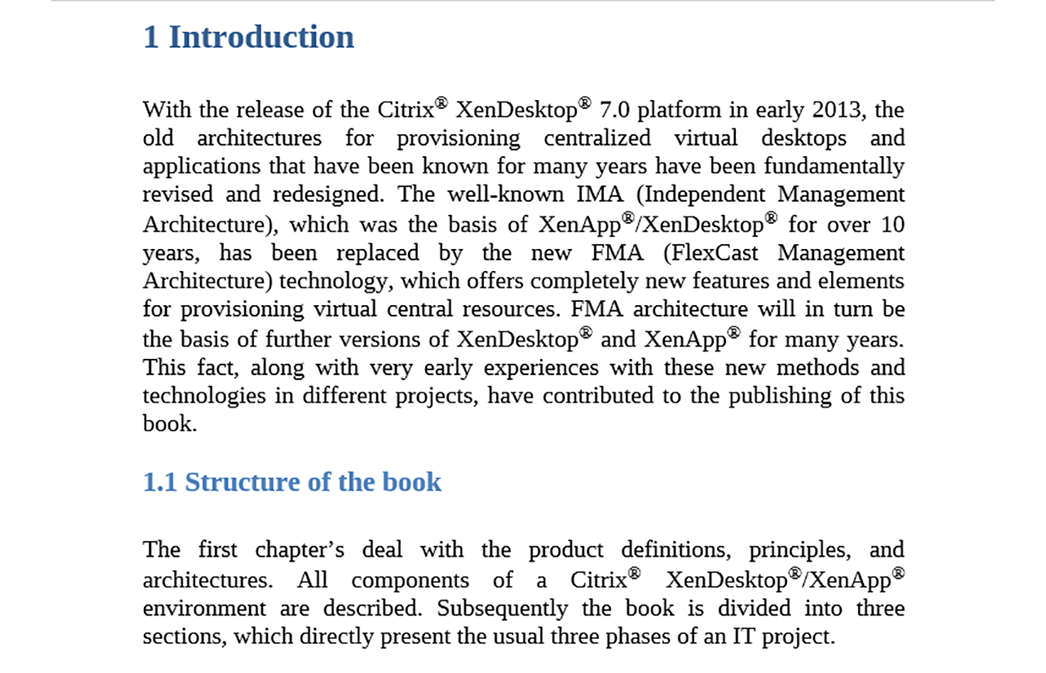 1 Introduction
With the release of the Citrix® XenDesktop® 7.0 platform in early 2013, the
old architectures for provisioning centralized virtual desktops and
applications that have been known for many years have been fundamentally
revised and redesigned. The well-known IMA (Independent Management
Architecture), which was the basis of XenApp®/XenDesktop® for over 10
years, has been replaced by the new FMA (FlexCast Management
Architecture) technology, which offers completely new features and elements
for provisioning virtual central resources. FMA architecture will in turn be
the basis of further versions of XenDesktop® and XenApp® for many years.
This fact, along with very early experiences with these new methods and
technologies in different projects, have contributed to the publishing of this
book.
1.1 Structure of the book
The first chapter’s deal with the product definitions, principles, and
architectures. All components of a Citrix® XenDesktop®/XenApp®
environment are described. Subsequently the book is divided into three
sections, which directly present the usual three phases of an IT project.